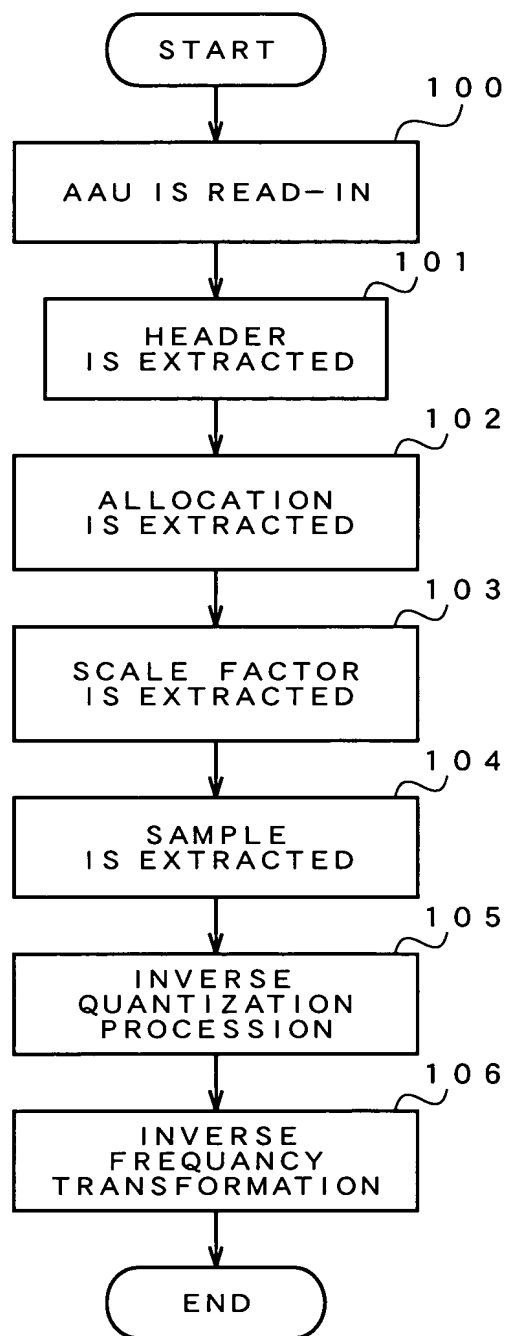 START
100
AAU IS READ-IN
101
HEADER
IS EXTRACTED
102
ALLOCATION
IS EXTRACTED
103
SCALE FACTOR
IS EXTRACTED
104
SAMPLE
IS EXTRACTED
105
INVERSE
QUANTIZATION
PROCESSION
106
INVERSE
FREQUANCY
TRANSFORMATION
END